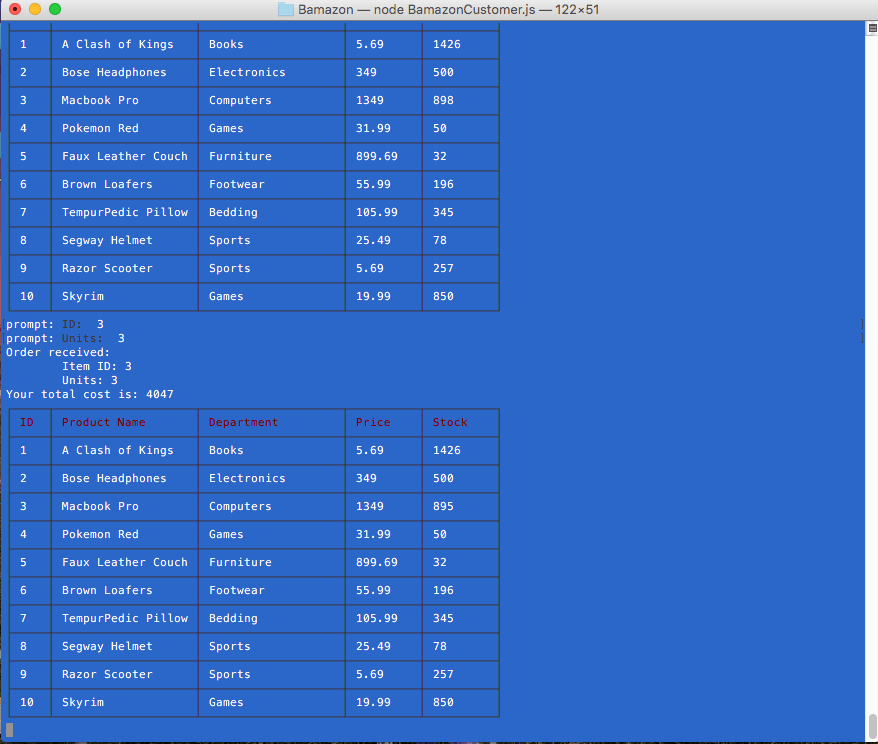 Bamazon — node BamazonCustomer.js — 122×51
1 A Clash of Kings Books 5.69 1426
2 Bose Headphones Electronics 349 500
3 Macbook Pro Computers 1349 898
4 Pokemon Red Games 31.99 50
5 Faux Leather Couch Furniture 899.69 32
6 Brown Loafers Footwear 55.99 196
7 TempurPedic Pillow Bedding 105.99 345
8 Segway Helmet Sports 25.49 78
9 Razor Scooter Sports 5.69 257
10 Skyrim Games 19.99 850
prompt: ID: 3
prompt: Units: 3
Order received:
Item ID: 3
Units: 3
Your total cost is: 4047
ID Product Name Department Price Stock
1 A Clash of Kings Books 5.69 1426
2 Bose Headphones Electronics 349 500
3 Macbook Pro Computers 1349 895
4 Pokemon Red Games 31.99 50
5 Faux Leather Couch Furniture 899.69 32
6 Brown Loafers Footwear 55.99 196
7 TempurPedic Pillow Bedding 105.99 345
8 Segway Helmet Sports 25.49 78
9 Razor Scooter Sports 5.69 257
10 Skyrim Games 19.99 850